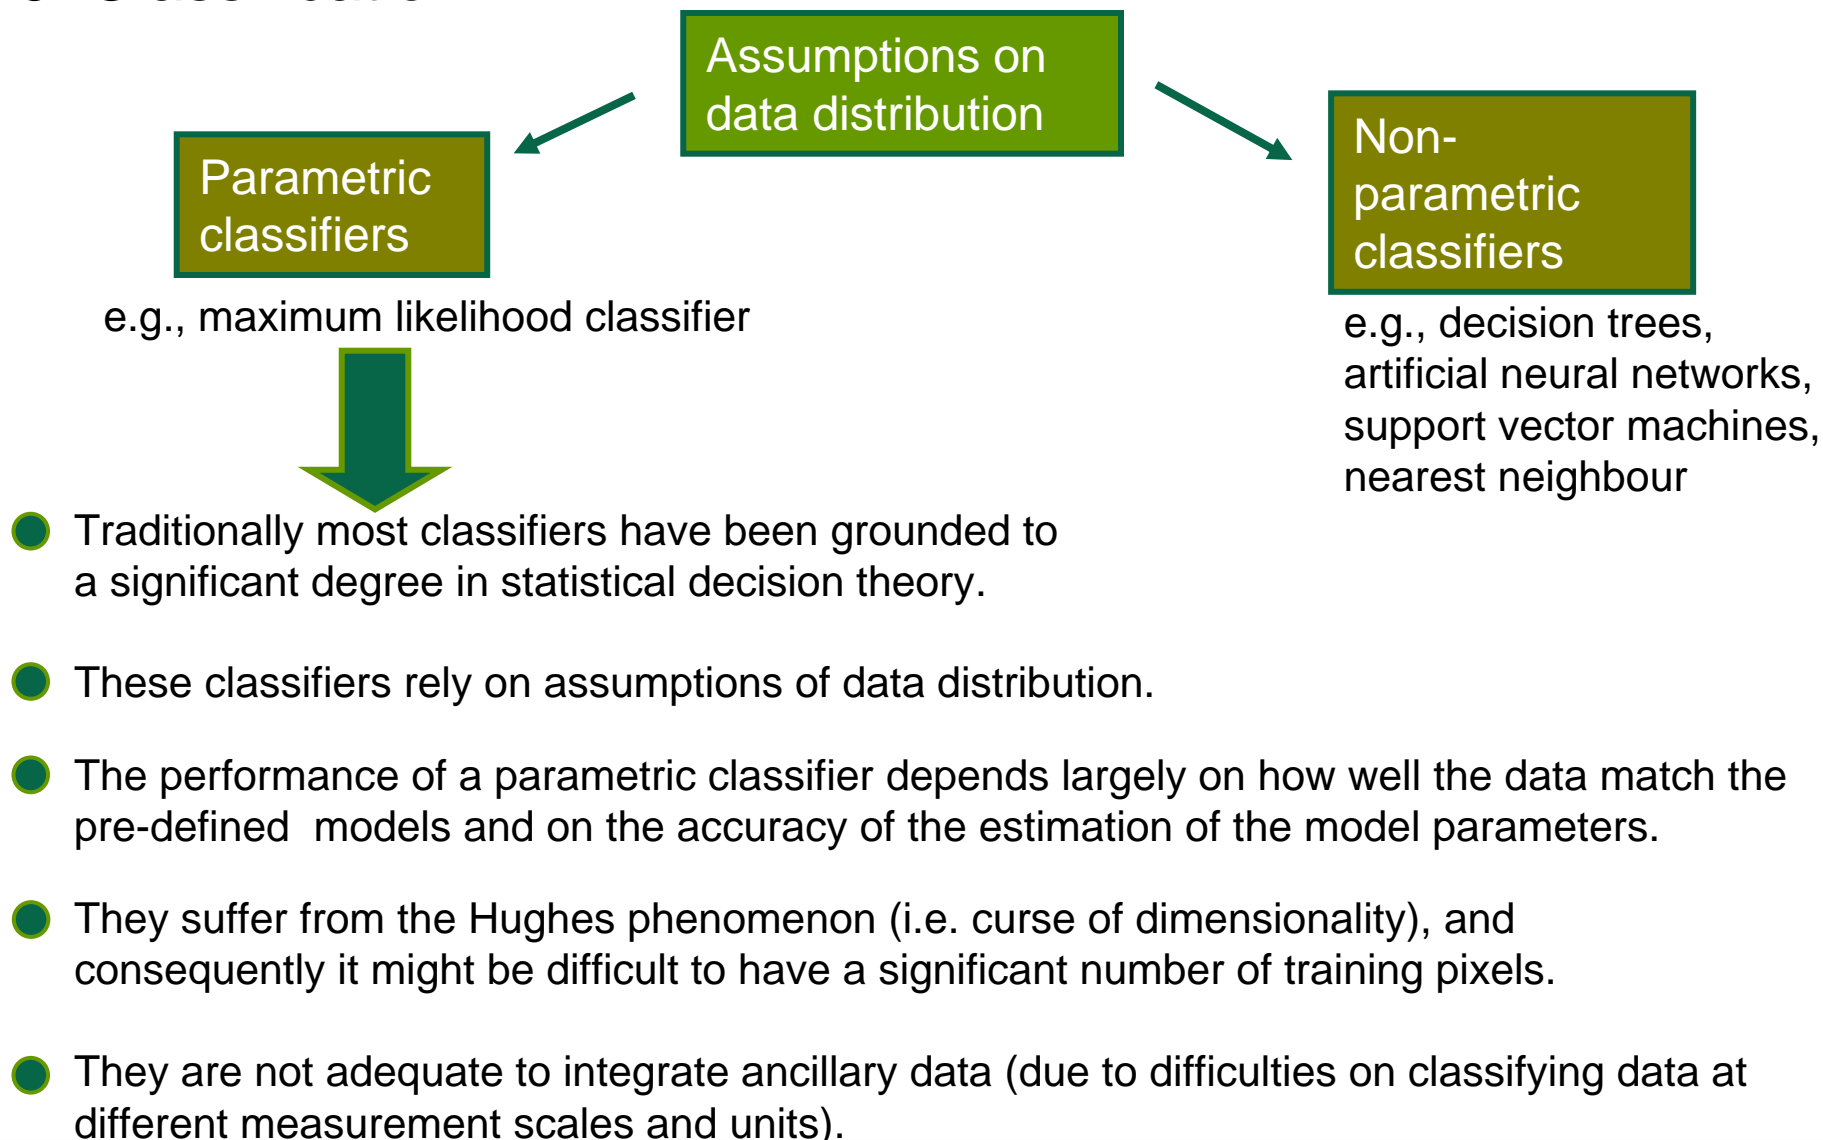 Assumptions on
data distribution
Parametric
classifiers
Non-
parametric
classifiers
e.g., maximum likelihood classifier
e.g., decision trees,
artificial neural networks,
support vector machines,
nearest neighbour
Traditionally most classifiers have been grounded to
a significant degree in statistical decision theory.
These classifiers rely on assumptions of data distribution.
The performance of a parametric classifier depends largely on how well the data match the
pre-defined models and on the accuracy of the estimation of the model parameters.
They suffer from the Hughes phenomenon (i.e. curse of dimensionality), and
consequently it might be difficult to have a significant number of training pixels.
They are not adequate to integrate ancillary data (due to difficulties on classifying data at
different measurement scales and units).